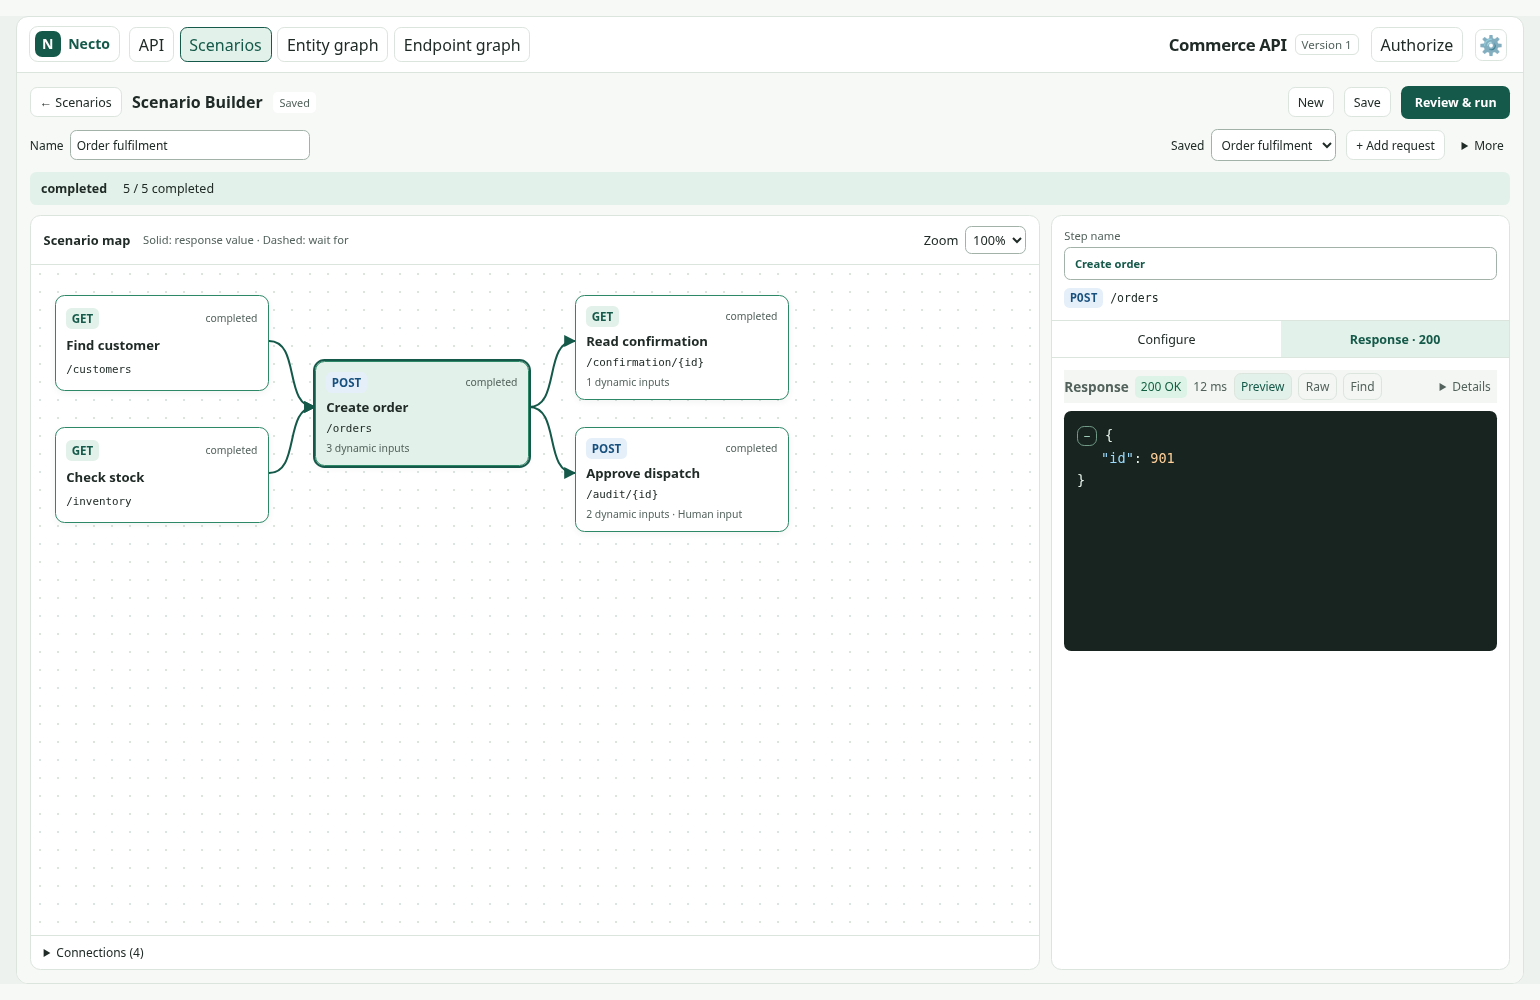 N Necto API Scenarios Entity graph Endpoint graph Commerce API Version 1 Authorize
← Scenarios Scenario Builder Saved New Save Review & run
Name Order fulfilment Saved Order fulfilment + Add request ▶ More
completed 5 / 5 completed
Scenario map Solid: response value · Dashed: wait for Zoom 100%
GET completed
Find customer
/customers
GET completed
Check stock
/inventory
POST completed
Create order
/orders
3 dynamic inputs
GET completed
Read confirmation
/confirmation/{id}
1 dynamic inputs
POST completed
Approve dispatch
/audit/{id}
2 dynamic inputs · Human input
▶ Connections (4)
Step name
Create order
POST /orders
Configure Response · 200
Response 200 OK 12 ms Preview Raw Find ▶ Details
− {
"id": 901
}